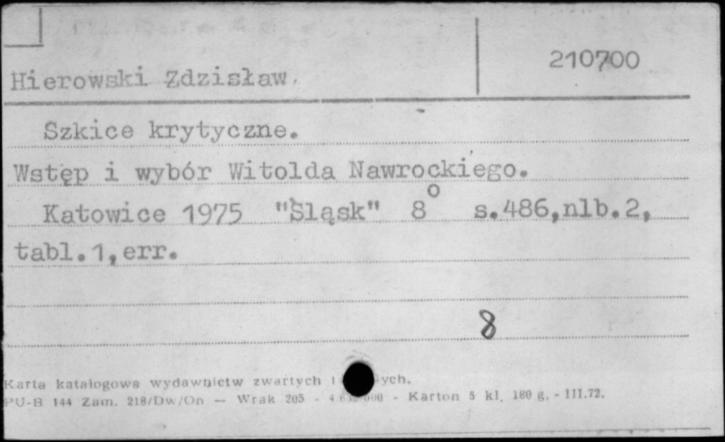 210700
Hierowski Zdzisław.
Szkice krytyczne.
Wstęp i wybór Witolda Nawrockiego.
Katowice 1975 "Śląsk" 8° s.486,nlb.2,
tabl.1,err.
8
Karta katalogowa wydawnictw zwartych
PU-B 144 Zam. 218/Dw/On — Wrak 205 - - Karton 5 kl. 180 g. - III.72.